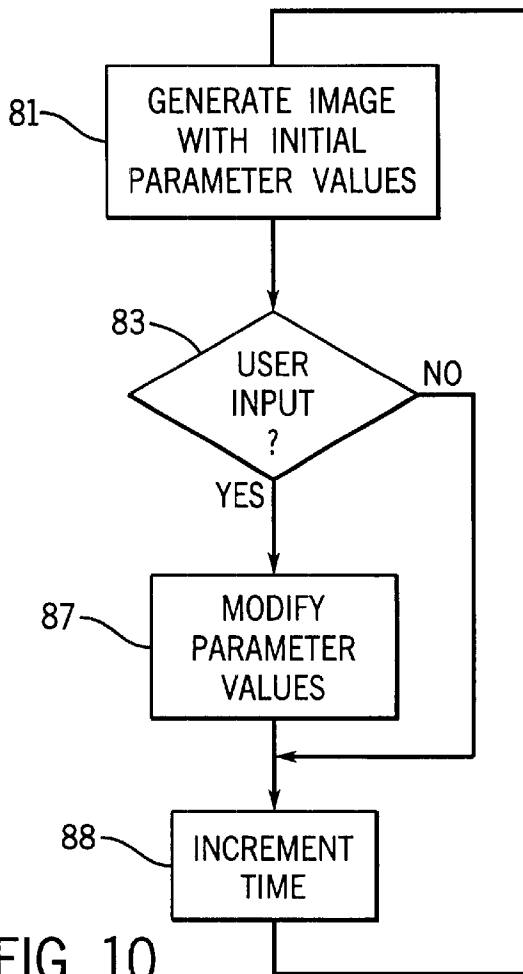 81
GENERATE IMAGE
WITH INITIAL
PARAMETER VALUES
83
USER
INPUT
?
NO
YES
87
MODIFY
PARAMETER
VALUES
88
INCREMENT
TIME
FIG. 10